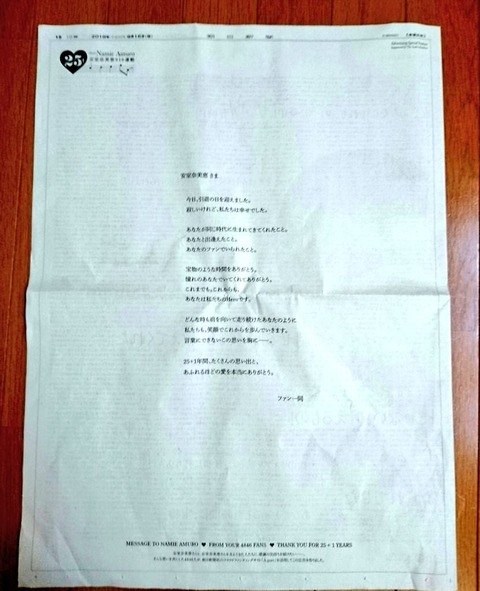 25
Namie Amuro
朝日新聞
安室奈美恵さま
今日、引退の日を迎えました。
寂しいけれど、私たちは幸せでした。
あなたが同じ時代に生まれてきてくれたこと。
あなたと出逢えたこと。
あなたのファンでいられたこと。
宝物のような時間をありがとう。
憧れのあなたでいてくれてありがとう。
これまでも、これからも、
あなたは私たちのHeroです。
どんな時も前を向いて走り続けたあなたのように
私たちも、笑顔でこれからを歩んでいきます。
言葉にできないこの思いを胸に――。
25+1年間、たくさんの思い出と、
あふれるほどの愛を本当にありがとう。
ファン一同
MESSAGE TO NAMIE AMURO ♥ FROM YOUR 4846 FANS ♥ THANK YOU FOR 25+1 YEARS